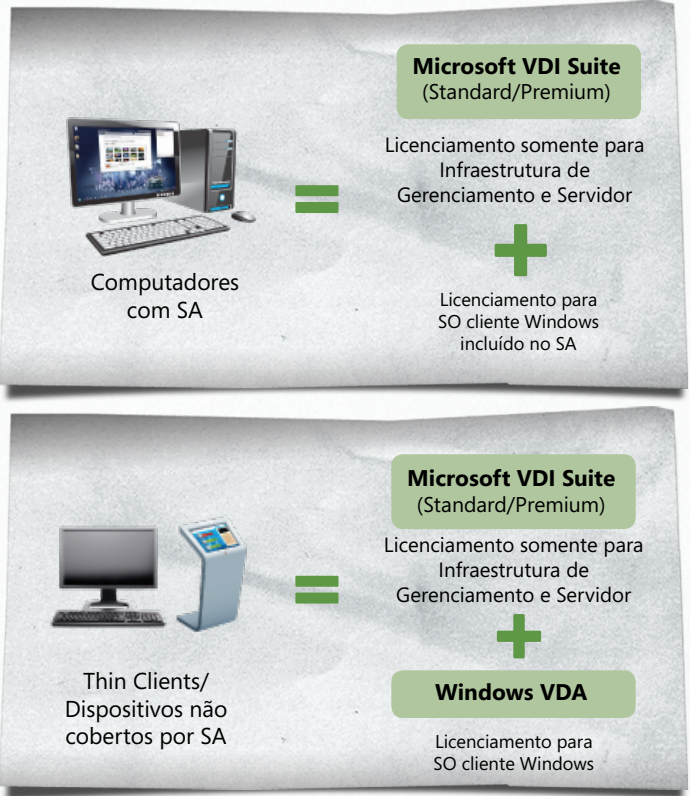 Microsoft VDI Suite
(Standard/Premium)
Licenciamento somente para
Infraestrutura de
Gerenciamento e Servidor
Computadores
com SA
Licenciamento para
SO cliente Windows
incluído no SA
Microsoft VDI Suite
(Standard/Premium)
Licenciamento somente para
Infraestrutura de
Gerenciamento e Servidor
Thin Clients/
Dispositivos não
cobertos por SA
Windows VDA
Licenciamento para
SO cliente Windows